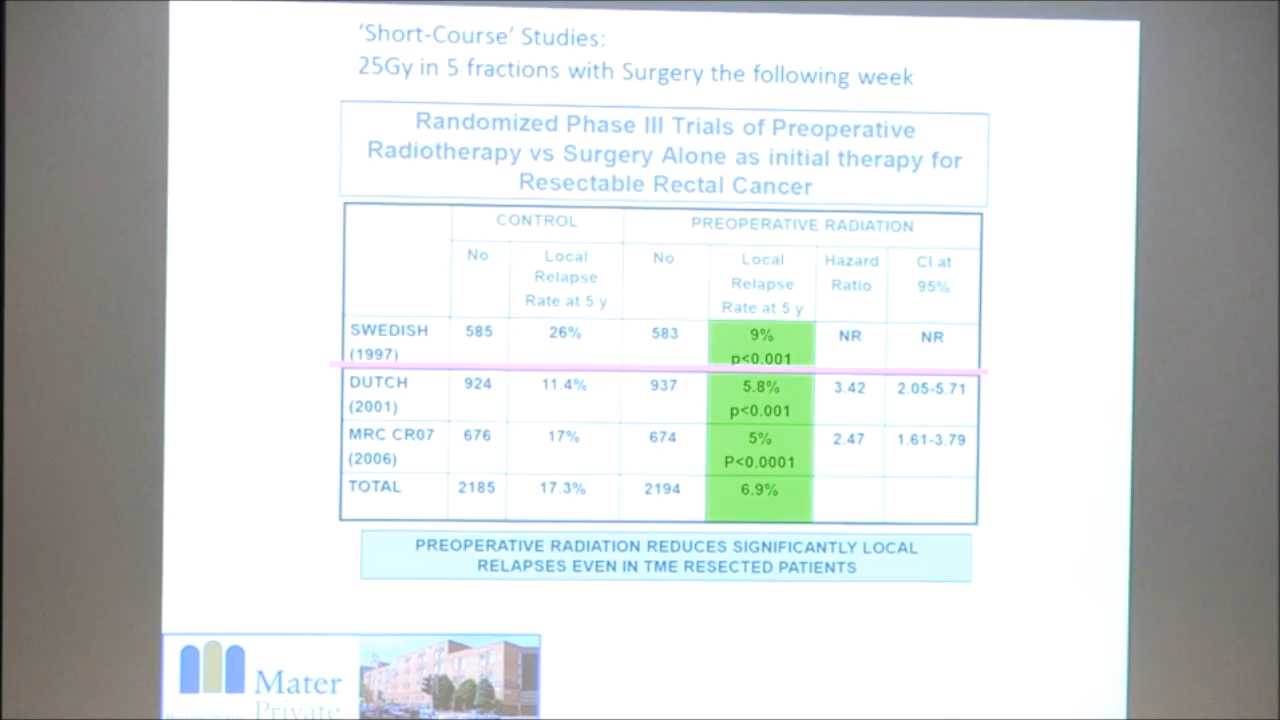 'Short-Course' Studies:
25Gy in 5 fractions with Surgery the following week
Randomized Phase III Trials of Preoperative
Radiotherapy vs Surgery Alone as initial therapy for
Resectable Rectal Cancer
CONTROL PREOPERATIVE RADIATION
No Local Relapse Rate at 5 y No Local Relapse Rate at 5 y Hazard Ratio CI at 95%
SWEDISH 585 26% 583 9% NR NR
(1997) p<0.001
DUTCH 924 11.4% 937 5.8% 3.42 2.05-5.71
(2001) p<0.001
MRC CR07 676 17% 674 5% 2.47 1.61-3.79
(2006) P<0.0001
TOTAL 2185 17.3% 2194 6.9%
PREOPERATIVE RADIATION REDUCES SIGNIFICANTLY LOCAL
RELAPSES EVEN IN TME RESECTED PATIENTS
Mater
Private